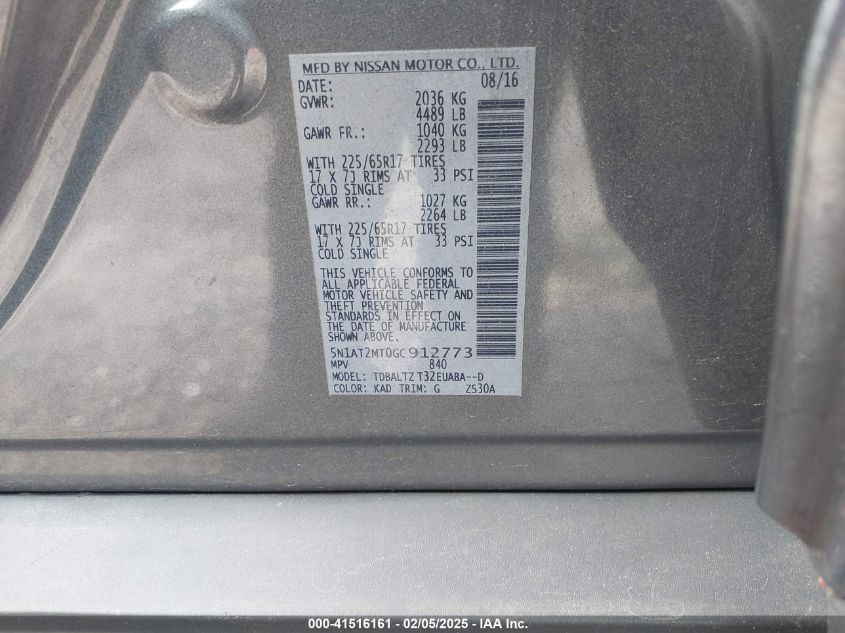 MFD BY NISSAN MOTOR CO., LTD.
DATE: 08/16
GVWR: 2036 KG
4489 LB
GAWR FR.: 1040 KG
2293 LB
WITH 225/65R17 TIRES
17 X 7J RIMS AT 33 PSI
COLD SINGLE
GAWR RR.: 1027 KG
2264 LB
WITH 225/65R17 TIRES
17 X 7J RIMS AT 33 PSI
COLD SINGLE
THIS VEHICLE CONFORMS TO
ALL APPLICABLE FEDERAL
MOTOR VEHICLE SAFETY AND
THEFT PREVENTION
STANDARDS IN EFFECT ON
THE DATE OF MANUFACTURE
SHOWN ABOVE.
5N1AT2MT0GC912773
MPV 840
MODEL: TDBALTZ T32EUABA--D
COLOR: KAD TRIM: G ZS30A
000-41516161 - 02/05/2025 - IAA Inc.